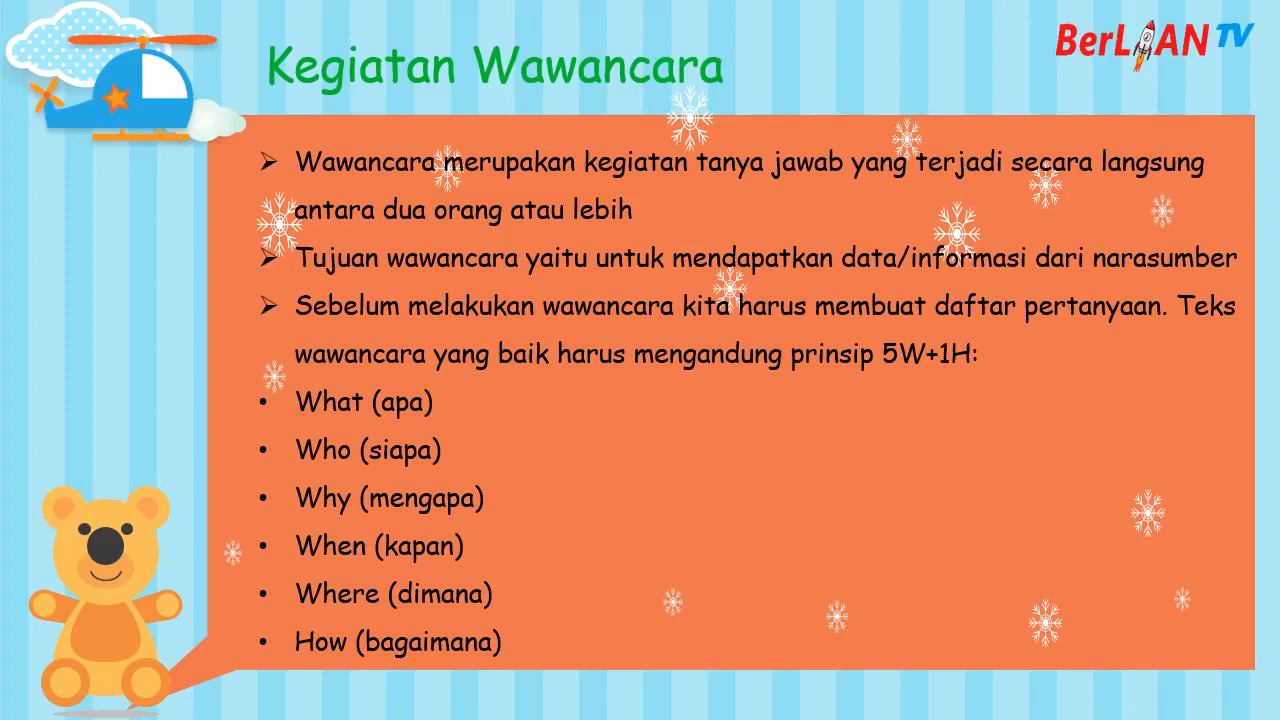 BerLIAN TV
Kegiatan Wawancara
➢ Wawancara merupakan kegiatan tanya jawab yang terjadi secara langsung
antara dua orang atau lebih
➢ Tujuan wawancara yaitu untuk mendapatkan data/informasi dari narasumber
➢ Sebelum melakukan wawancara kita harus membuat daftar pertanyaan. Teks
wawancara yang baik harus mengandung prinsip 5W+1H:
• What (apa)
• Who (siapa)
• Why (mengapa)
• When (kapan)
• Where (dimana)
• How (bagaimana)